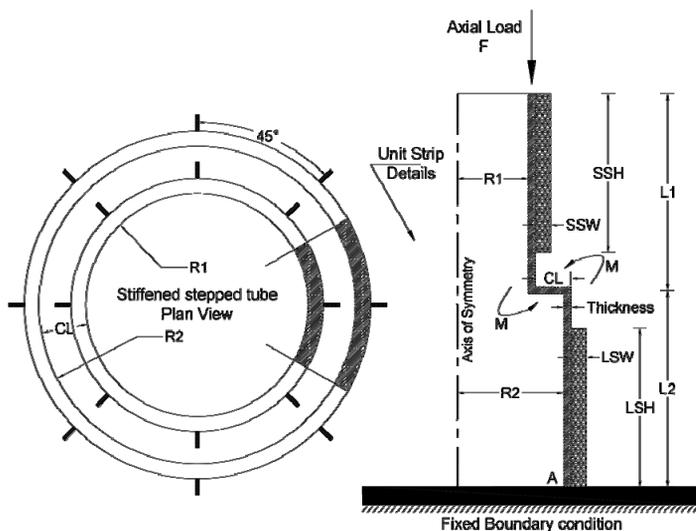 Axial Load
F
45°
Unit Strip
Details
R1
SSH
L1
SSW
R1
CL
M
Stiffened stepped tube
Plan View
Axis of Symmetry
M
Thickness
CL
R2
LSW
R2
LSH
L2
A
Fixed Boundary condition